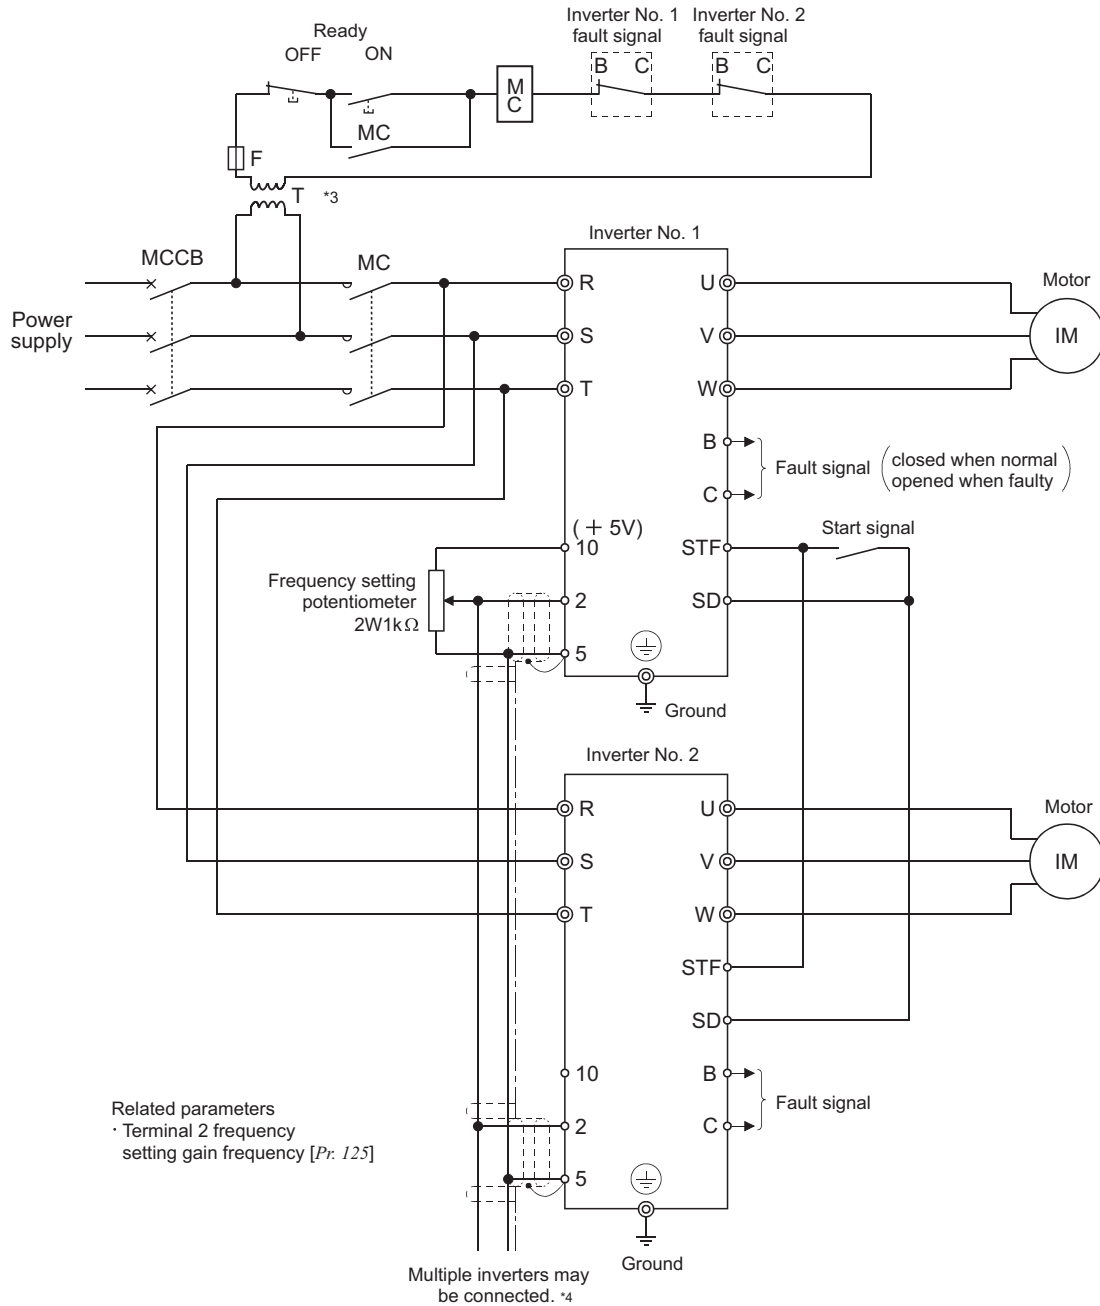 Ready
OFF
ON
Inverter No. 1
fault signal
Inverter No. 2
fault signal
B
C
B
C
M
C
MC
F
T
*3
MCCB
MC
Power
supply
Inverter No. 1
R
S
T
U
V
W
Motor
IM
B
C
Fault signal
closed when normal
opened when faulty
(+ 5V)
10
2
5
Frequency setting
potentiometer
2W1kΩ
STF
SD
Start signal
Ground
Inverter No. 2
R
S
T
U
V
W
Motor
IM
STF
SD
10
2
5
B
C
Fault signal
Ground
Related parameters
· Terminal 2 frequency
setting gain frequency [Pr. 125]
Multiple inverters may
be connected. *4